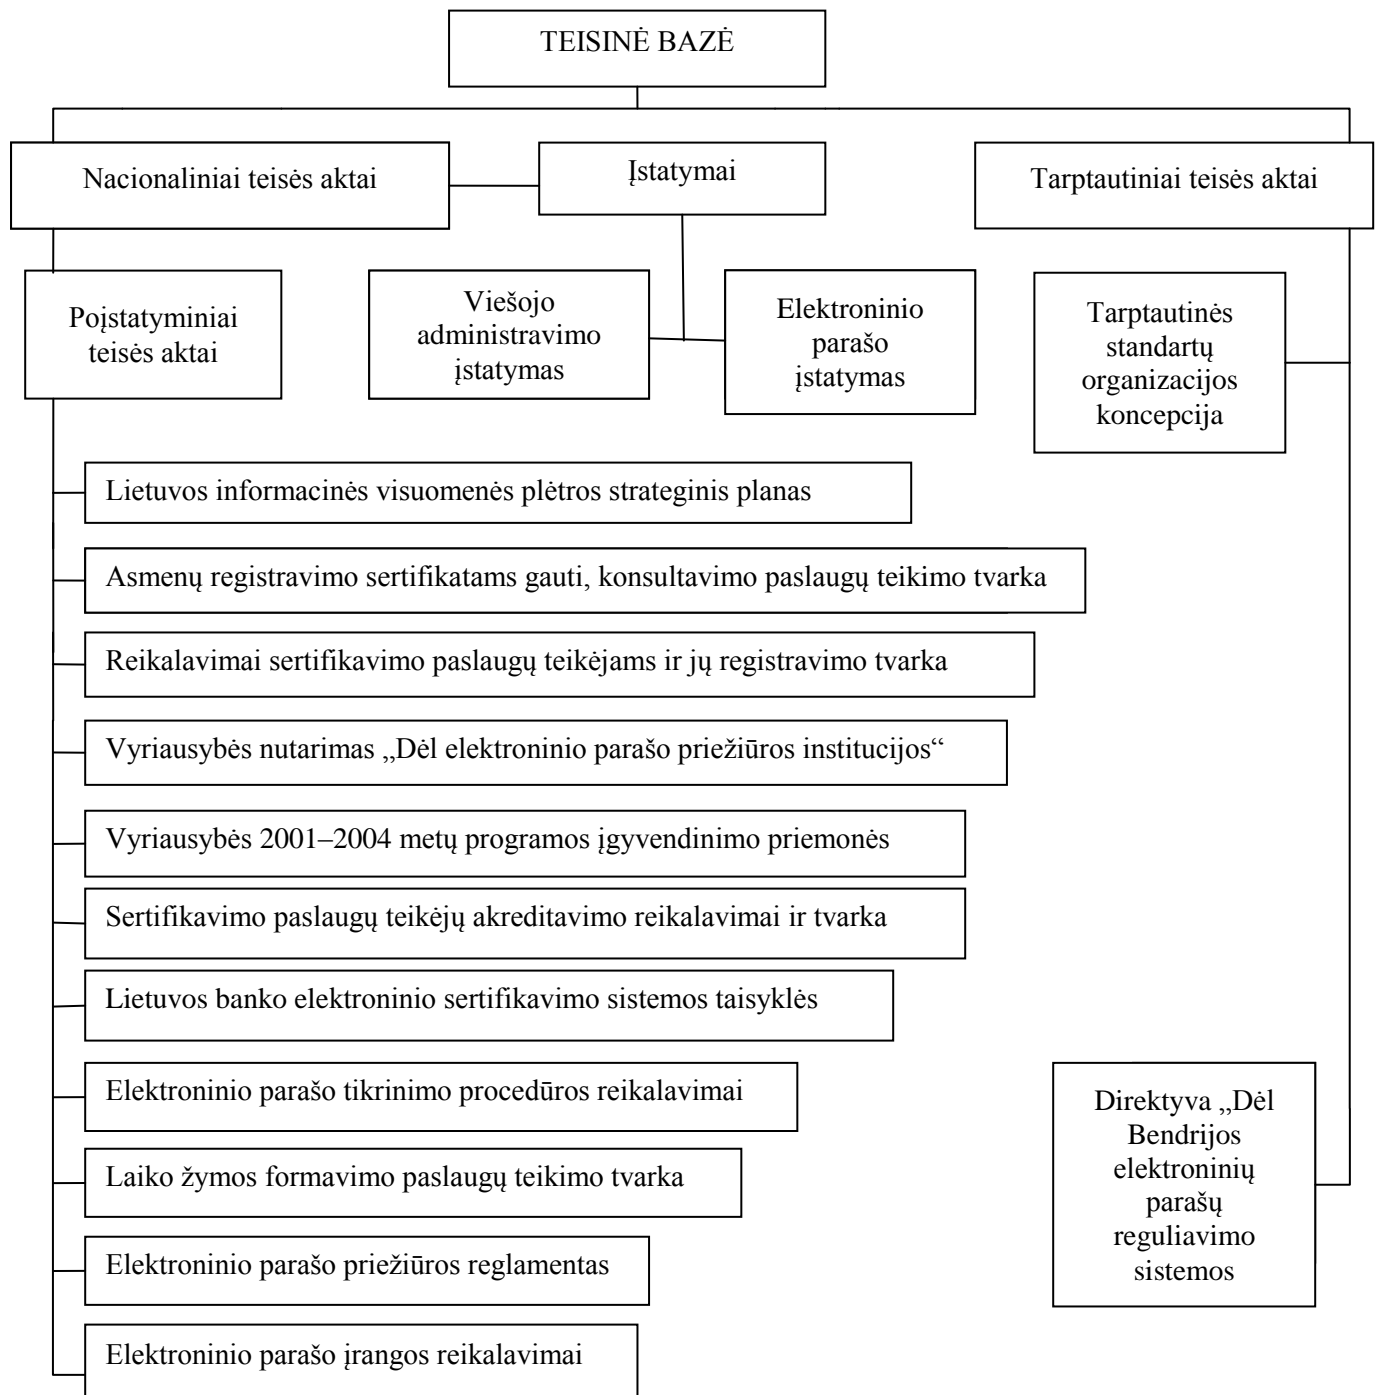 TEISINĖ BAZĖ
Nacionaliniai teisės aktai
Įstatymai
Tarptautiniai teisės aktai
Poįstatyminiai
teisės aktai
Viešojo
administravimo
įstatymas
Elektroninio
parašo
įstatymas
Tarptautinės
standartų
organizacijos
koncepcija
Lietuvos informacinės visuomenės plėtros strateginis planas
Asmenų registravimo sertifikatams gauti, konsultavimo paslaugų teikimo tvarka
Reikalavimai sertifikavimo paslaugų teikėjams ir jų registravimo tvarka
Vyriausybės nutarimas „Dėl elektroninio parašo priežiūros institucijos“
Vyriausybės 2001–2004 metų programos įgyvendinimo priemonės
Sertifikavimo paslaugų teikėjų akreditavimo reikalavimai ir tvarka
Lietuvos banko elektroninio sertifikavimo sistemos taisyklės
Elektroninio parašo tikrinimo procedūros reikalavimai
Laiko žymos formavimo paslaugų teikimo tvarka
Elektroninio parašo priežiūros reglamentas
Elektroninio parašo įrangos reikalavimai
Direktyva „Dėl
Bendrijos
elektroninių
parašų
reguliavimo
sistemos